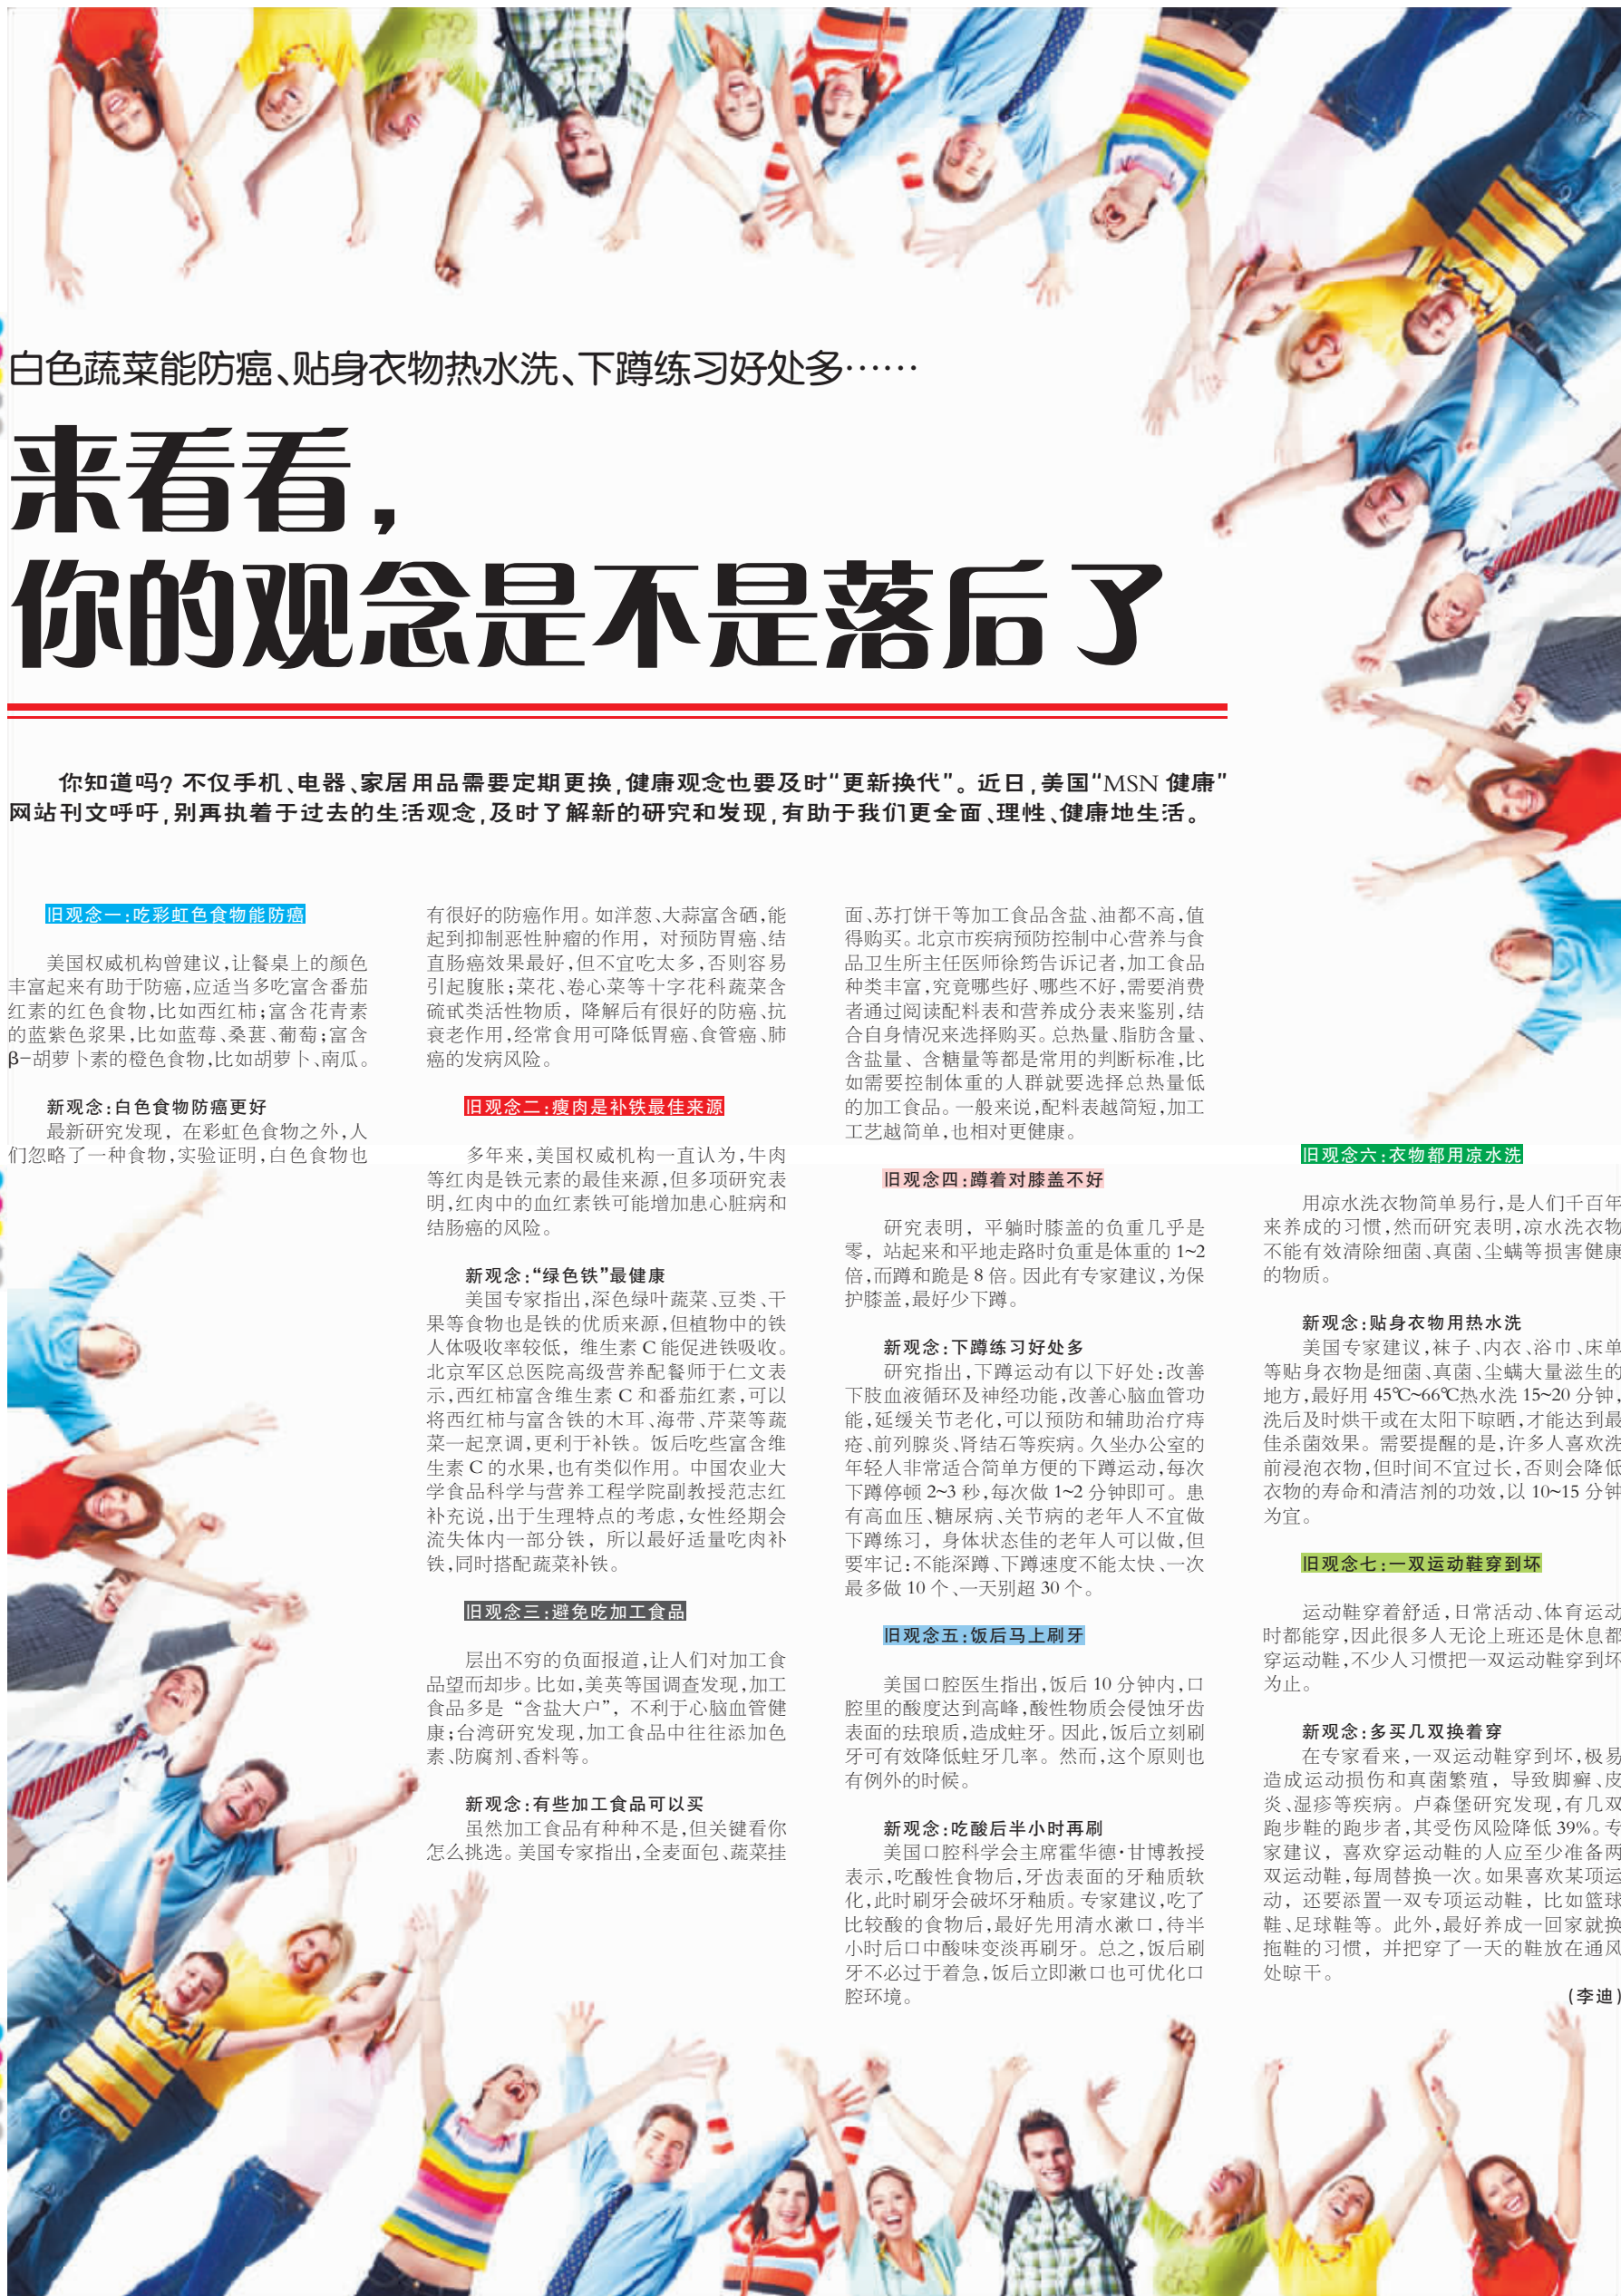 白色蔬菜能防癌、贴身衣物热水洗、下蹲练习好处多……
来看看，
你的观念是不是落后了
你知道吗？不仅手机、电器、家居用品需要定期更换，健康观念也要及时“更新换代”。近日，美国“MSN 健康”
网站刊文呼吁，别再执着于过去的生活观念，及时了解新的研究和发现，有助于我们更全面、理性、健康地生活。
旧观念一：吃彩虹色食物能防癌
美国权威机构曾建议，让餐桌上的颜色
丰富起来有助于防癌，应适当多吃富含番茄
红素的红色食物，比如西红柿；富含花青素
的蓝紫色浆果，比如蓝莓、桑葚、葡萄；富含
β-胡萝卜素的橙色食物，比如胡萝卜、南瓜。
新观念：白色食物防癌更好
最新研究发现，在彩虹色食物之外，人
们忽略了一种食物，实验证明，白色食物也
有很好的防癌作用。如洋葱、大蒜富含硒，能
起到抑制恶性肿瘤的作用，对预防胃癌、结
直肠癌效果最好，但不宜吃太多，否则容易
引起腹胀；菜花、卷心菜等十字花科蔬菜含
硫甙类活性物质，降解后有很好的防癌、抗
衰老作用，经常食用可降低胃癌、食管癌、肺
癌的发病风险。
旧观念二：瘦肉是补铁最佳来源
多年来，美国权威机构一直认为，牛肉
等红肉是铁元素的最佳来源，但多项研究表
明，红肉中的血红素铁可能增加患心脏病和
结肠癌的风险。
新观念：“绿色铁”最健康
美国专家指出，深色绿叶蔬菜、豆类、干
果等食物也是铁的优质来源，但植物中的铁
人体吸收率较低，维生素 C 能促进铁吸收。
北京军区总医院高级营养配餐师于仁文表
示，西红柿富含维生素 C 和番茄红素，可以
将西红柿与富含铁的木耳、海带、芹菜等蔬
菜一起烹调，更利于补铁。饭后吃些富含维
生素 C 的水果，也有类似作用。中国农业大
学食品科学与营养工程学院副教授范志红
补充说，出于生理特点的考虑，女性经期会
流失体内一部分铁，所以最好适量吃肉补
铁，同时搭配蔬菜补铁。
旧观念三：避免吃加工食品
层出不穷的负面报道，让人们对加工食
品望而却步。比如，美英等国调查发现，加工
食品多是“含盐大户”，不利于心脑血管健
康；台湾研究发现，加工食品中往往添加色
素、防腐剂、香料等。
新观念：有些加工食品可以买
虽然加工食品有种种不是，但关键看你
怎么挑选。美国专家指出，全麦面包、蔬菜挂
面、苏打饼干等加工食品含盐、油都不高，值
得购买。北京市疾病预防控制中心营养与食
品卫生所主任医师徐筠告诉记者，加工食品
种类丰富，究竟哪些好、哪些不好，需要消费
者通过阅读配料表和营养成分表来鉴别，结
合自身情况来选择购买。总热量、脂肪含量、
含盐量、含糖量等都是常用的判断标准，比
如需要控制体重的人群就要选择总热量低
的加工食品。一般来说，配料表越简短，加工
工艺越简单，也相对更健康。
旧观念四：蹲着对膝盖不好
研究表明，平躺时膝盖的负重几乎是
零，站起来和平地走路时负重是体重的 1~2
倍，而蹲和跪是 8 倍。因此有专家建议，为保
护膝盖，最好少下蹲。
新观念：下蹲练习好处多
研究指出，下蹲运动有以下好处：改善
下肢血液循环及神经功能，改善心脑血管功
能，延缓关节老化，可以预防和辅助治疗痔
疮、前列腺炎、肾结石等疾病。久坐办公室的
年轻人非常适合简单方便的下蹲运动，每次
下蹲停顿 2~3 秒，每次做 1~2 分钟即可。患
有高血压、糖尿病、关节病的老年人不宜做
下蹲练习，身体状态佳的老年人可以做，但
要牢记：不能深蹲、下蹲速度不能太快、一次
最多做 10 个、一天别超 30 个。
旧观念五：饭后马上刷牙
美国口腔医生指出，饭后 10 分钟内，口
腔里的酸度达到高峰，酸性物质会侵蚀牙齿
表面的珐琅质，造成蛀牙。因此，饭后立刻刷
牙可有效降低蛀牙几率。然而，这个原则也
有例外的时候。
新观念：吃酸后半小时再刷
美国口腔科学会主席霍华德·甘博教授
表示，吃酸性食物后，牙齿表面的牙釉质软
化，此时刷牙会破坏牙釉质。专家建议，吃了
比较酸的食物后，最好先用清水漱口，待半
小时后口中酸味变淡再刷牙。总之，饭后刷
牙不必过于着急，饭后立即漱口也可优化口
腔环境。
旧观念六：衣物都用凉水洗
用凉水洗衣物简单易行，是人们千百年
来养成的习惯，然而研究表明，凉水洗衣物
不能有效清除细菌、真菌、尘螨等损害健康
的物质。
新观念：贴身衣物用热水洗
美国专家建议，袜子、内衣、浴巾、床单
等贴身衣物是细菌、真菌、尘螨大量滋生的
地方，最好用 45℃~66℃热水洗 15~20 分钟，
洗后及时烘干或在太阳下晾晒，才能达到最
佳杀菌效果。需要提醒的是，许多人喜欢洗
前浸泡衣物，但时间不宜过长，否则会降低
衣物的寿命和清洁剂的功效，以 10~15 分钟
为宜。
旧观念七：一双运动鞋穿到坏
运动鞋穿着舒适，日常活动、体育运动
时都能穿，因此很多人无论上班还是休息都
穿运动鞋，不少人习惯把一双运动鞋穿到坏
为止。
新观念：多买几双换着穿
在专家看来，一双运动鞋穿到坏，极易
造成运动损伤和真菌繁殖，导致脚癣、皮
炎、湿疹等疾病。卢森堡研究发现，有几双
跑步鞋的跑步者，其受伤风险降低 39%。专
家建议，喜欢穿运动鞋的人应至少准备两
双运动鞋，每周替换一次。如果喜欢某项运
动，还要添置一双专项运动鞋，比如篮球
鞋、足球鞋等。此外，最好养成一回家就换
拖鞋的习惯，并把穿了一天的鞋放在通风
处晾干。
（李迪）